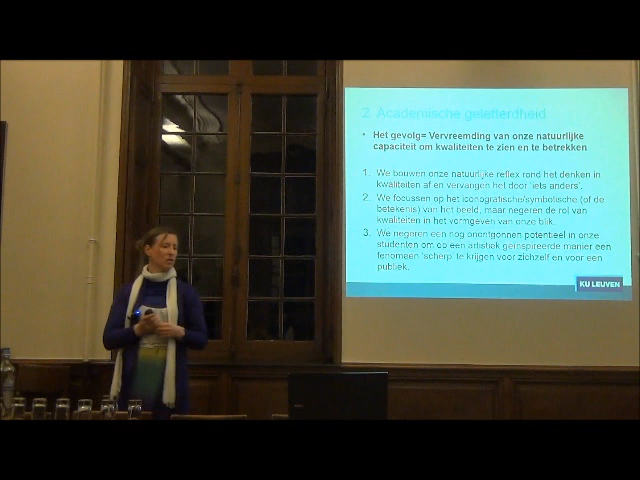 2. Academische geletterdheid
• Het gevolg= Vervreemding van onze natuurlijke
capaciteit om kwaliteiten te zien en te betrekken
1. We bouwen onze natuurlijke reflex rond het denken in
kwaliteiten af en vervangen het door 'iets anders'.
2. We focussen op het iconografische/symbolische (of de
betekenis) van het beeld, maar negeren de rol van
kwaliteiten in het vormgeven van onze blik.
3. We negeren een nog onontgonnen potentieel in onze
studenten om op een artistiek geïnspireerde manier een
fenomeen 'scherp' te krijgen voor zichzelf en voor een
publiek.
KU LEUVEN